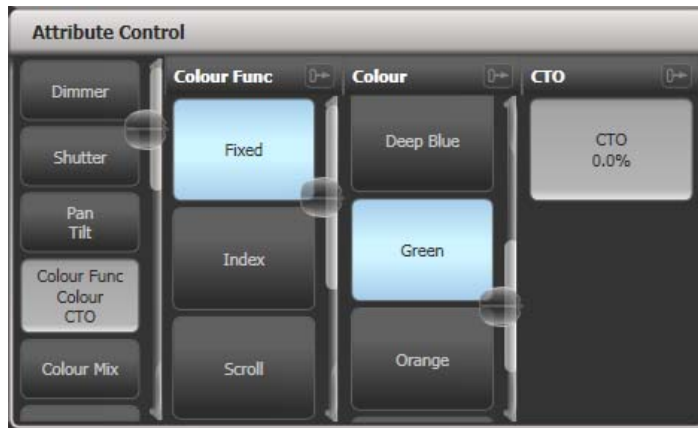 Attribute Control
Dimmer
Shutter
Pan
Tilt
Colour Func
Colour
CTO
Colour Mix
Colour Func
Fixed
Index
Scroll
Colour
Deep Blue
Green
Orange
CTO
CTO
0.0%